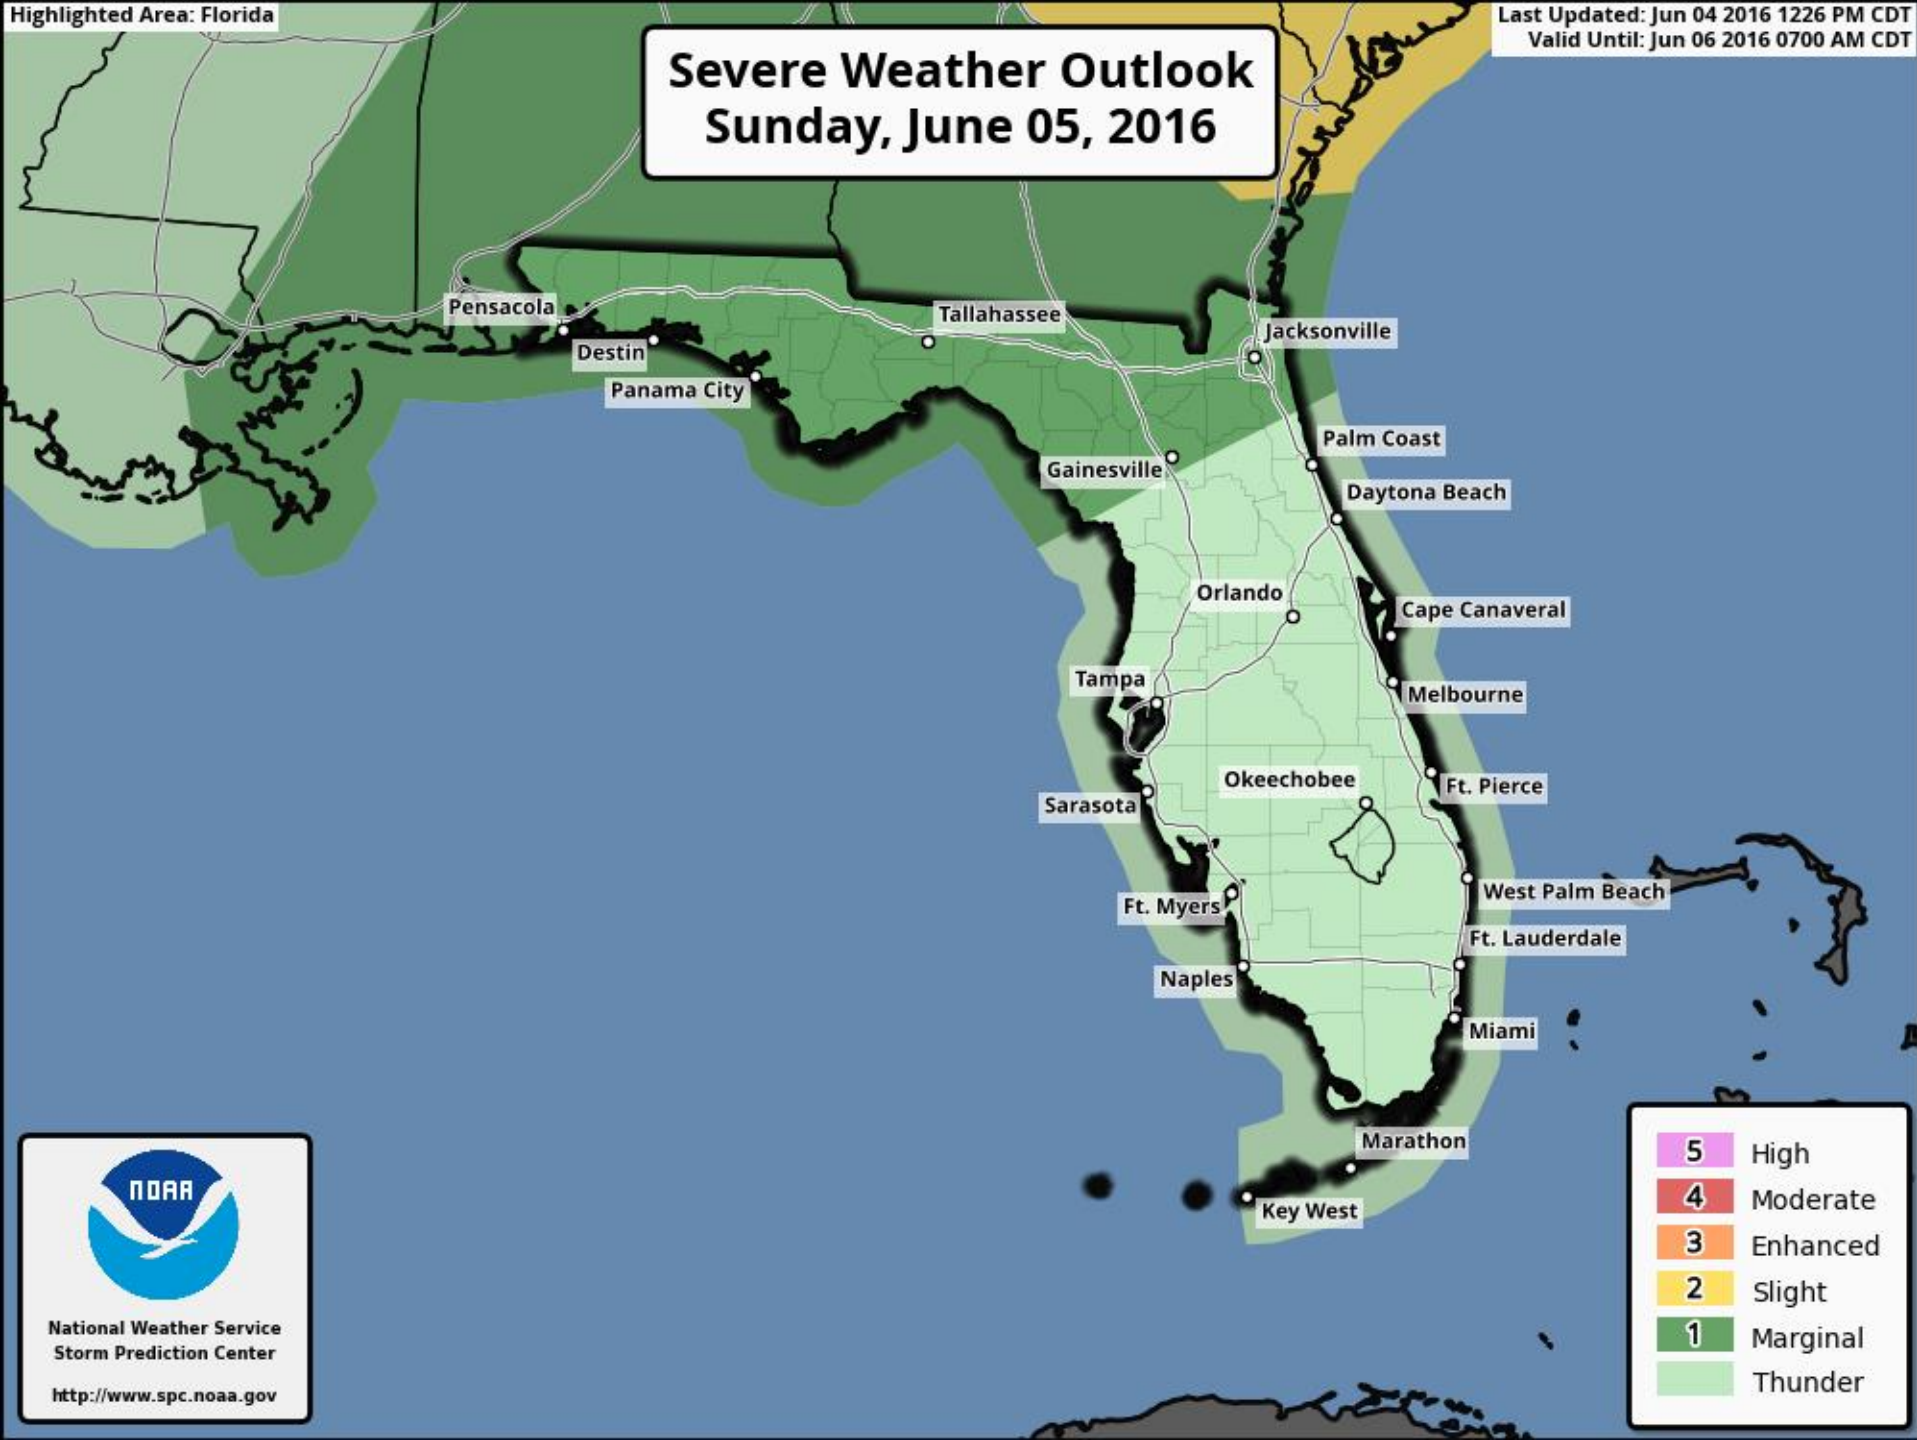 Highlighted Area: Florida
Last Updated: Jun 04 2016 1226 PM CDT
Valid Until: Jun 06 2016 0700 AM CDT
Severe Weather Outlook
Sunday, June 05, 2016
Pensacola
Tallahassee
Jacksonville
Destin
Panama City
Palm Coast
Gainesville
Daytona Beach
Orlando
Cape Canaveral
Tampa
Melbourne
Okeechobee
Ft. Pierce
Sarasota
West Palm Beach
Ft. Myers
Ft. Lauderdale
Naples
Miami
Marathon
Key West
NOAA
National Weather Service
Storm Prediction Center
http://www.spc.noaa.gov
5 High
4 Moderate
3 Enhanced
2 Slight
1 Marginal
Thunder